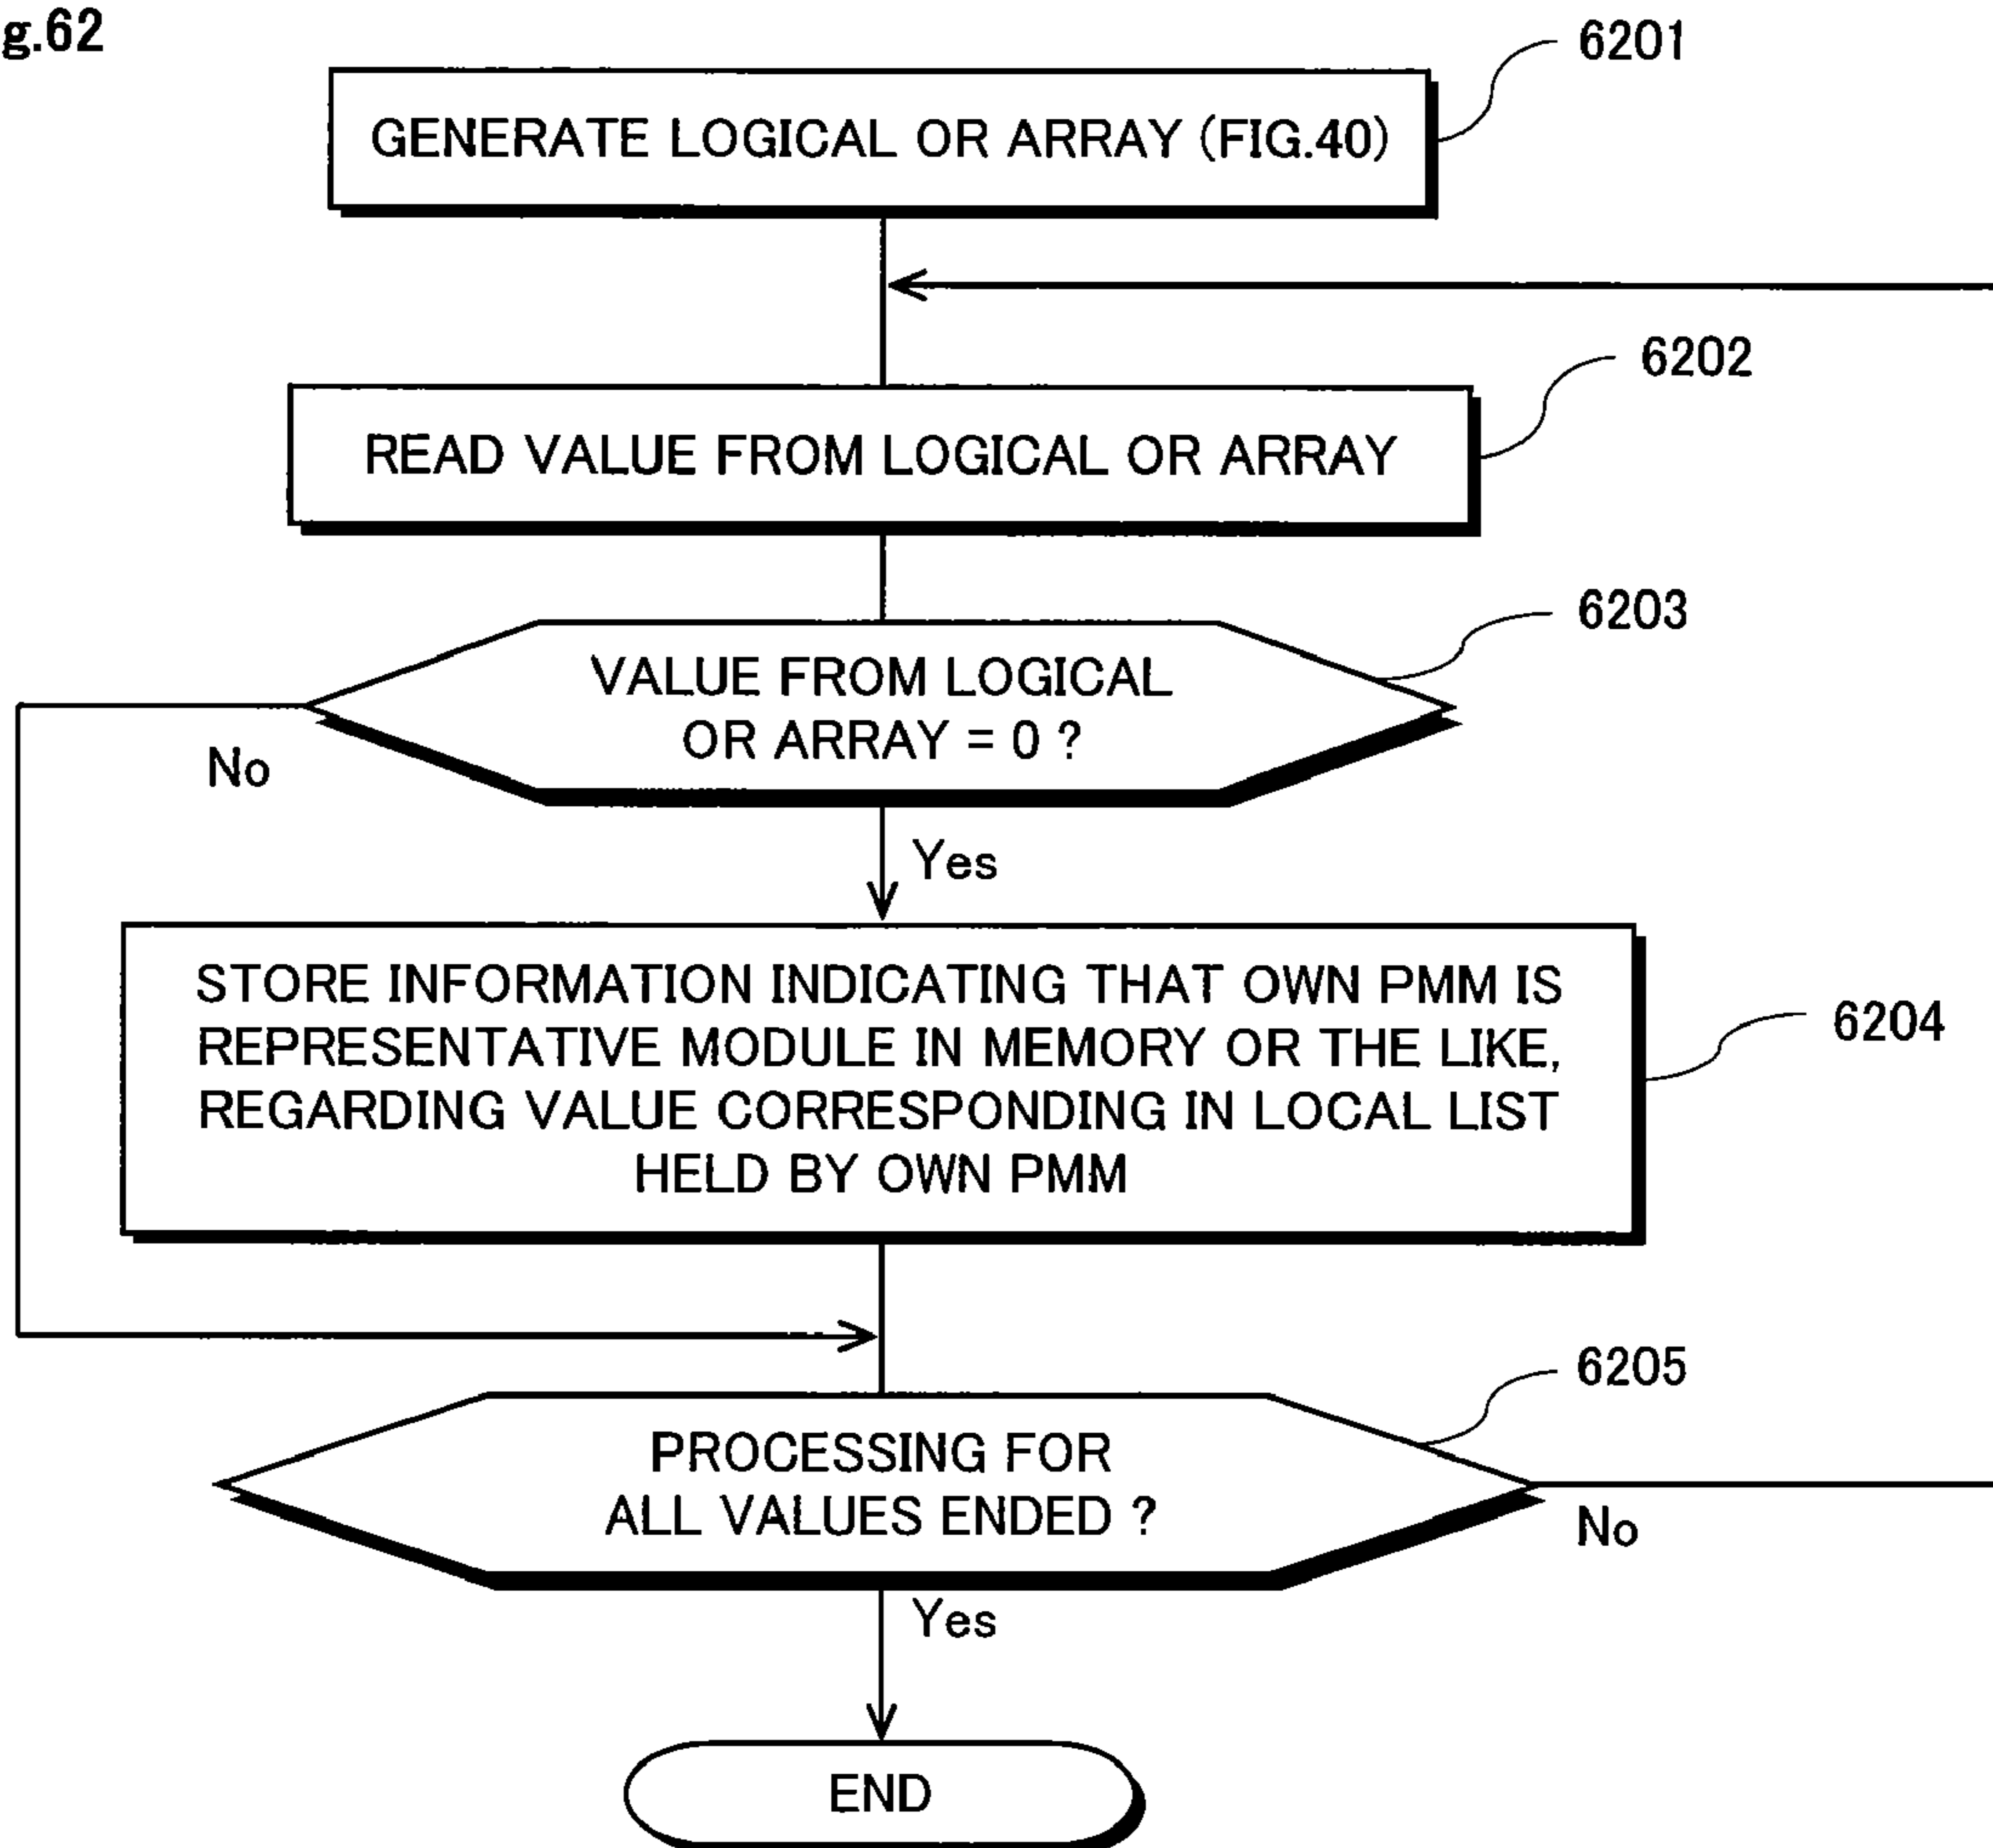 g.62
6201
GENERATE LOGICAL OR ARRAY (FIG.40)
6202
READ VALUE FROM LOGICAL OR ARRAY
6203
VALUE FROM LOGICAL
OR ARRAY = 0 ?
No
Yes
STORE INFORMATION INDICATING THAT OWN PMM IS
REPRESENTATIVE MODULE IN MEMORY OR THE LIKE,
REGARDING VALUE CORRESPONDING IN LOCAL LIST
HELD BY OWN PMM
6204
6205
PROCESSING FOR
ALL VALUES ENDED ?
No
Yes
END